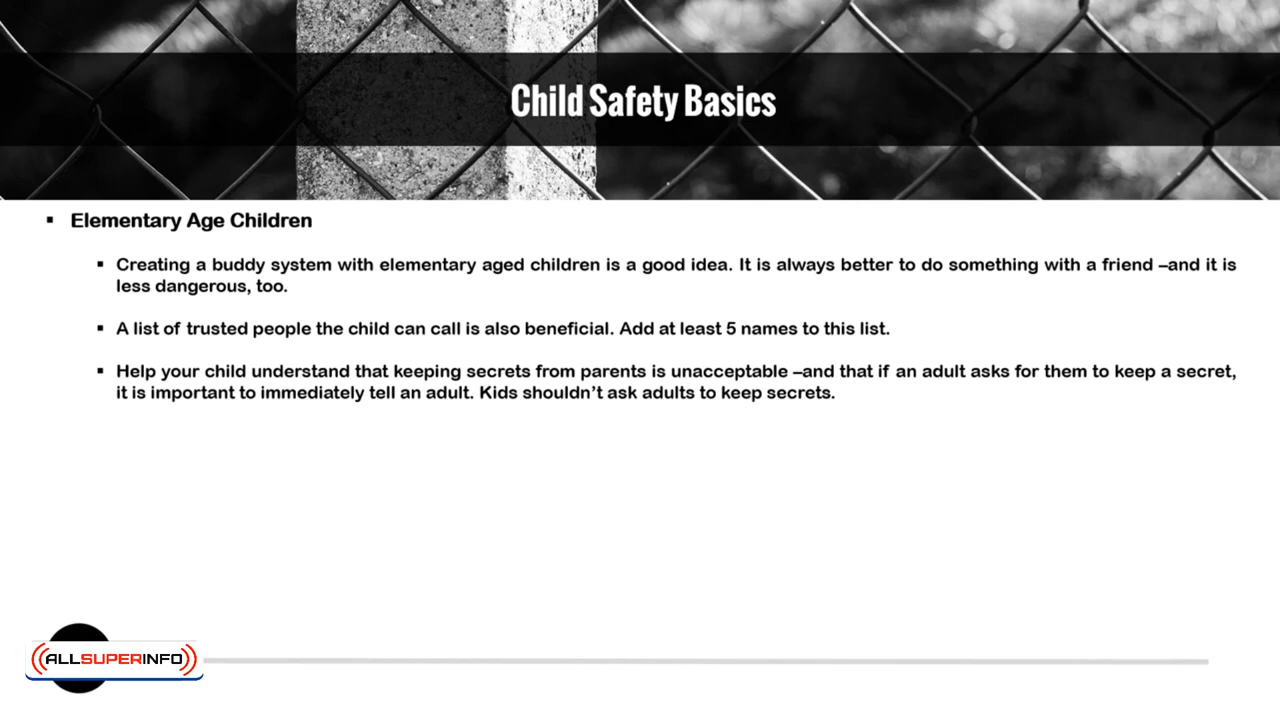 Child Safety Basics
▪ Elementary Age Children
▪ Creating a buddy system with elementary aged children is a good idea. It is always better to do something with a friend –and it is
less dangerous, too.
▪ A list of trusted people the child can call is also beneficial. Add at least 5 names to this list.
▪ Help your child understand that keeping secrets from parents is unacceptable –and that if an adult asks for them to keep a secret,
it is important to immediately tell an adult. Kids shouldn’t ask adults to keep secrets.
ALLSUPERINFO